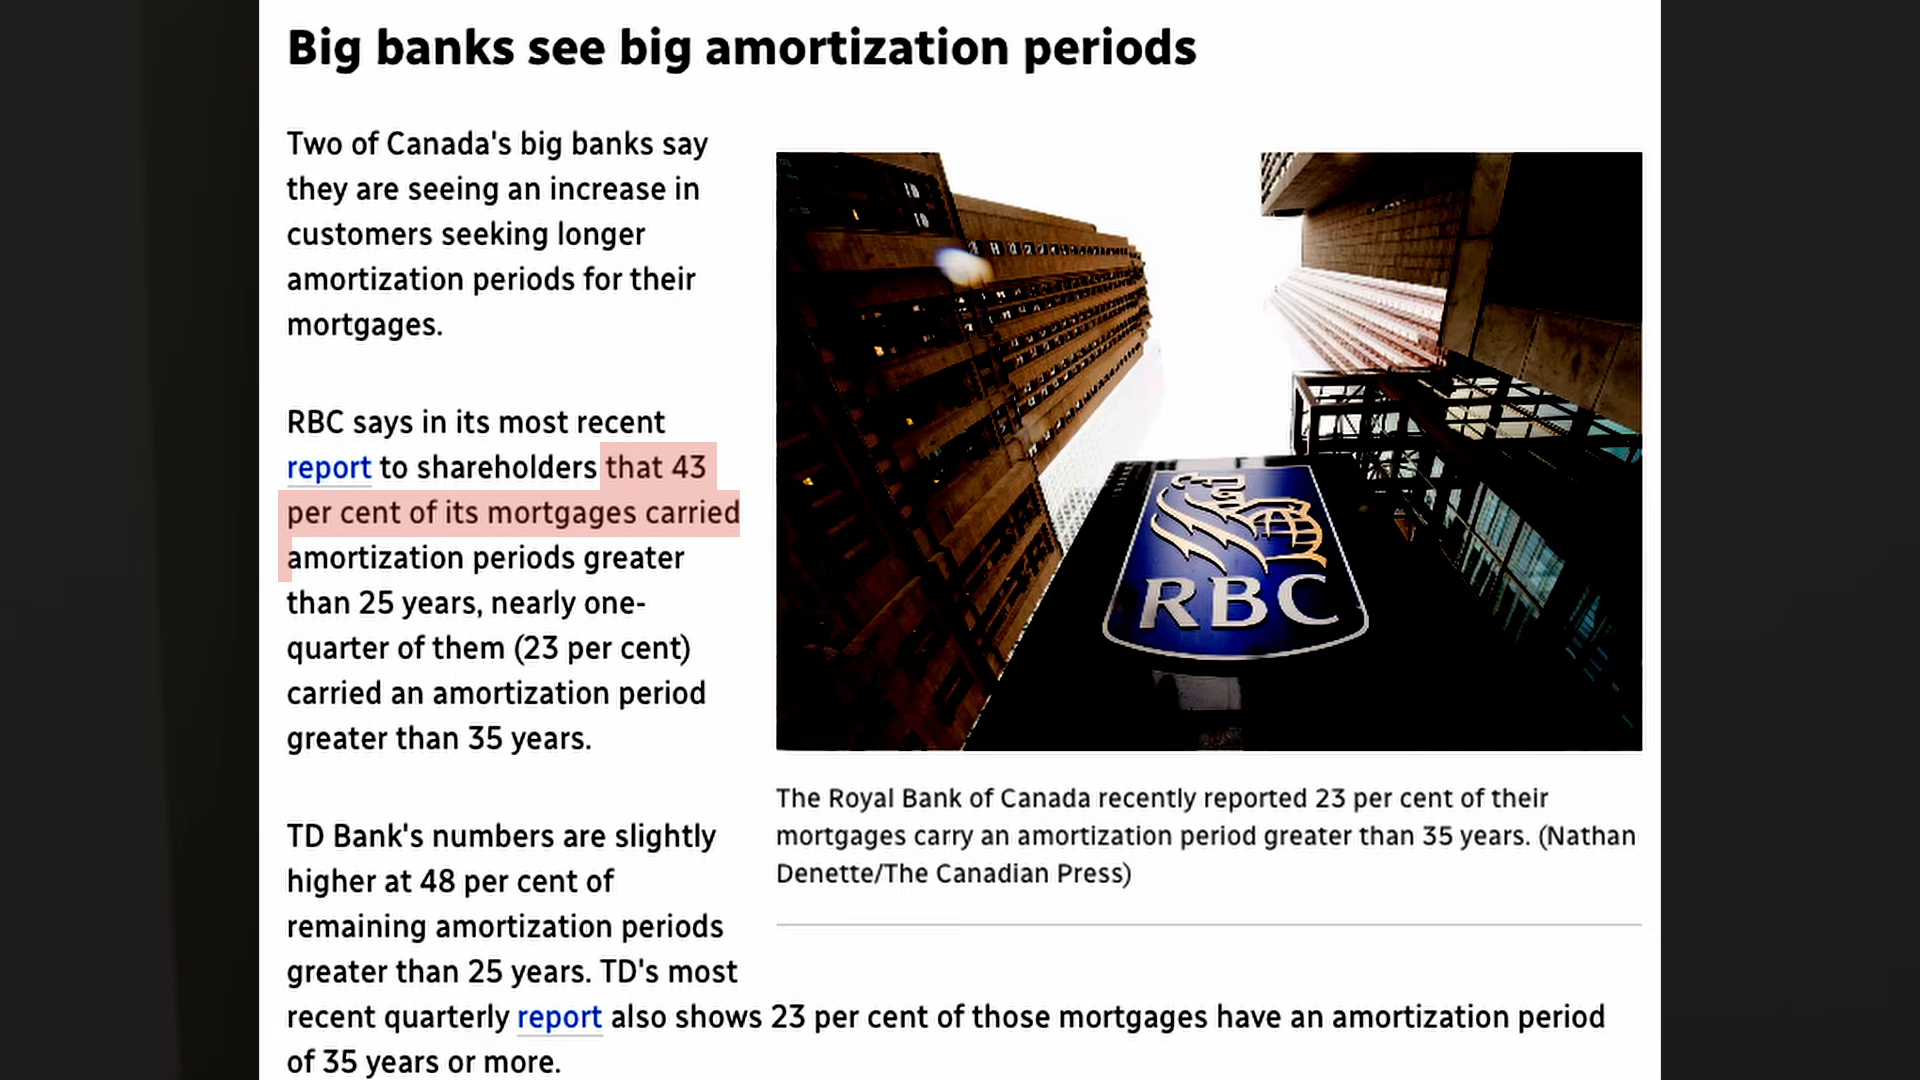 Big banks see big amortization periods
Two of Canada's big banks say
they are seeing an increase in
customers seeking longer
amortization periods for their
mortgages.
RBC says in its most recent
report to shareholders that 43
per cent of its mortgages carried
amortization periods greater
than 25 years, nearly one-
quarter of them (23 per cent)
carried an amortization period
greater than 35 years.
TD Bank's numbers are slightly
higher at 48 per cent of
remaining amortization periods
greater than 25 years. TD's most
recent quarterly report also shows 23 per cent of those mortgages have an amortization period
of 35 years or more.
RBC
The Royal Bank of Canada recently reported 23 per cent of their
mortgages carry an amortization period greater than 35 years. (Nathan
Denette/The Canadian Press)